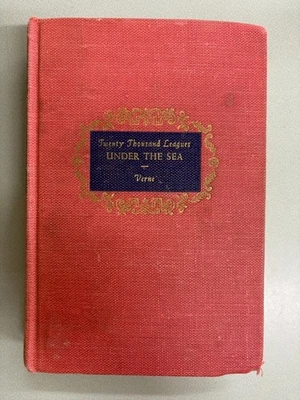 Twenty Thousand Leagues
UNDER THE SEA
Verne